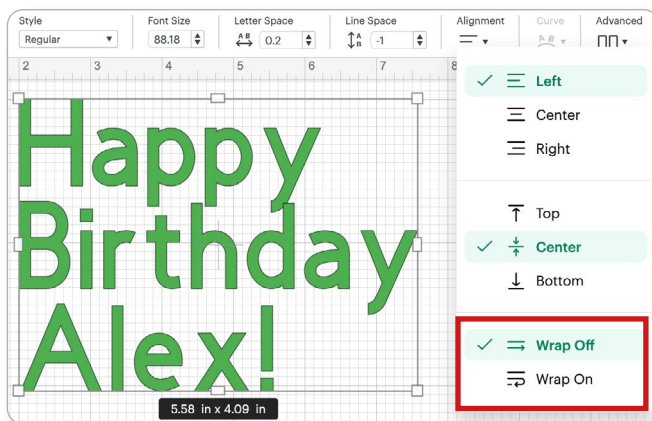 Style Font Size Letter Space Line Space Alignment Curve Advanced
Regular 88.18 A B 0.2 A B -1 A B
2 3 4 5 6 7 8
Left
Center
Right
Top
Center
Bottom
Wrap Off
Wrap On
Happy
Birthday
Alex!
5.58 in x 4.09 in